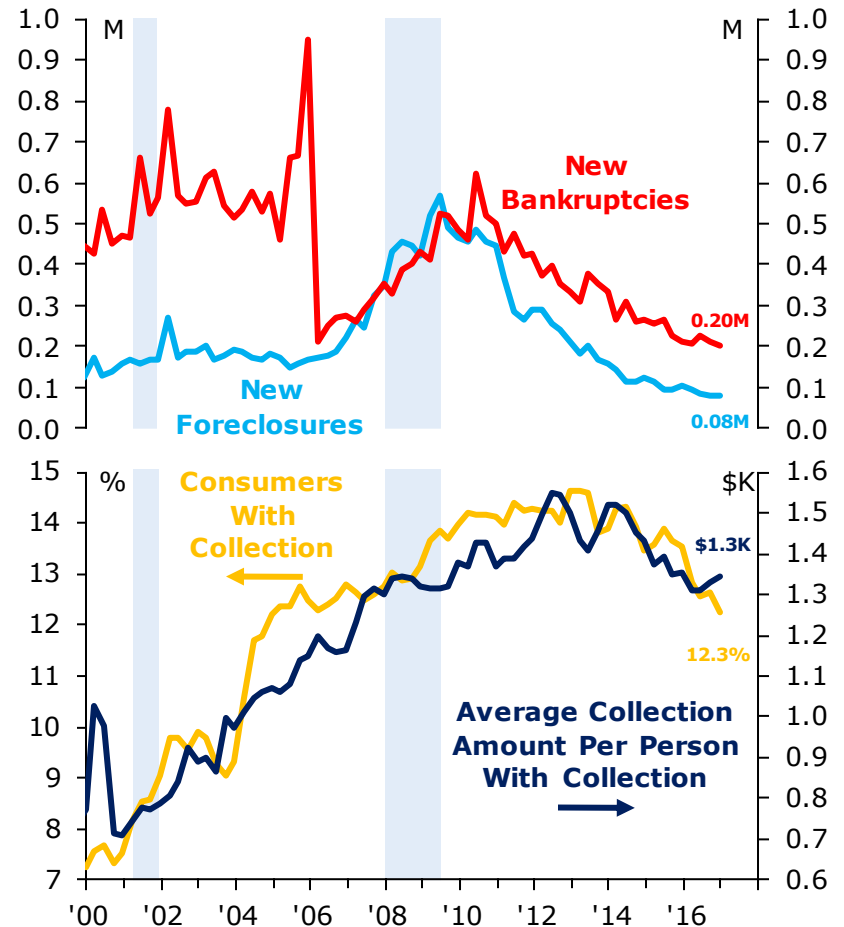 1.0 M M 1.0
0.9 0.9
0.8 0.8
0.7 0.7
New
0.6 0.6
Bankruptcies
0.5 0.5
0.4 0.4
0.3 0.3
0.20M
0.2 0.2
New
0.1 0.1
Foreclosures
0.08M
0.0 0.0
15 % $K 1.6
Consumers
With
Collection
14 1.5
$1.3K
1.4
13 1.3
12 1.2
12.3%
11 1.1
Average Collection
Amount Per Person
With Collection
10 1.0
0.9
9
0.8
8
0.7
7 0.6
'00 '02 '04 '06 '08 '10 '12 '14 '16